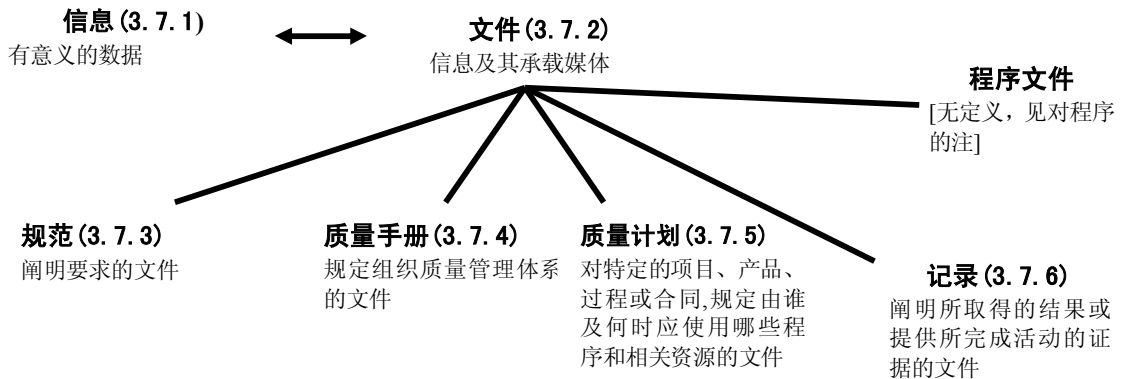 信息(3.7.1)
有意义的数据
文件(3.7.2)
信息及其承载媒体
程序文件
[无定义，见对程序
的注]
规范(3.7.3)
阐明要求的文件
质量手册(3.7.4)
规定组织质量管理体系
的文件
质量计划(3.7.5)
对特定的项目、产品、
过程或合同,规定由谁
及何时应使用哪些程
序和相关资源的文件
记录(3.7.6)
阐明所取得的结果或
提供所完成活动的证
据的文件